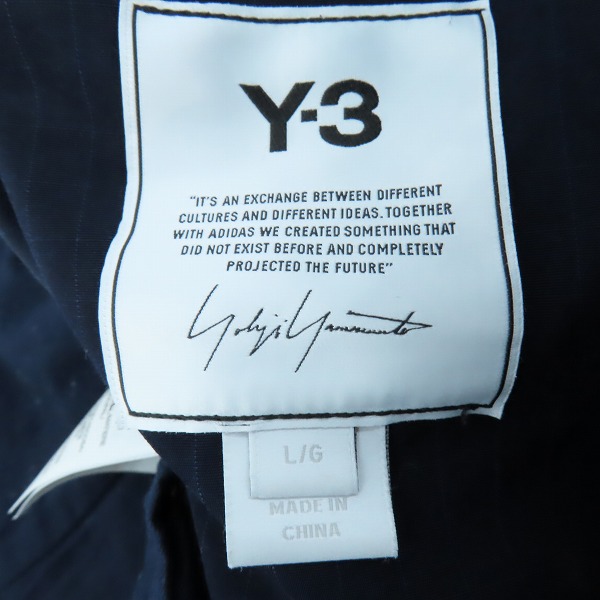 Y-3
"IT'S AN EXCHANGE BETWEEN DIFFERENT
CULTURES AND DIFFERENT IDEAS. TOGETHER
WITH ADIDAS WE CREATED SOMETHING THAT
DID NOT EXIST BEFORE AND COMPLETELY
PROJECTED THE FUTURE"
Yohji Yamamoto
L/G
MADE IN
CHINA